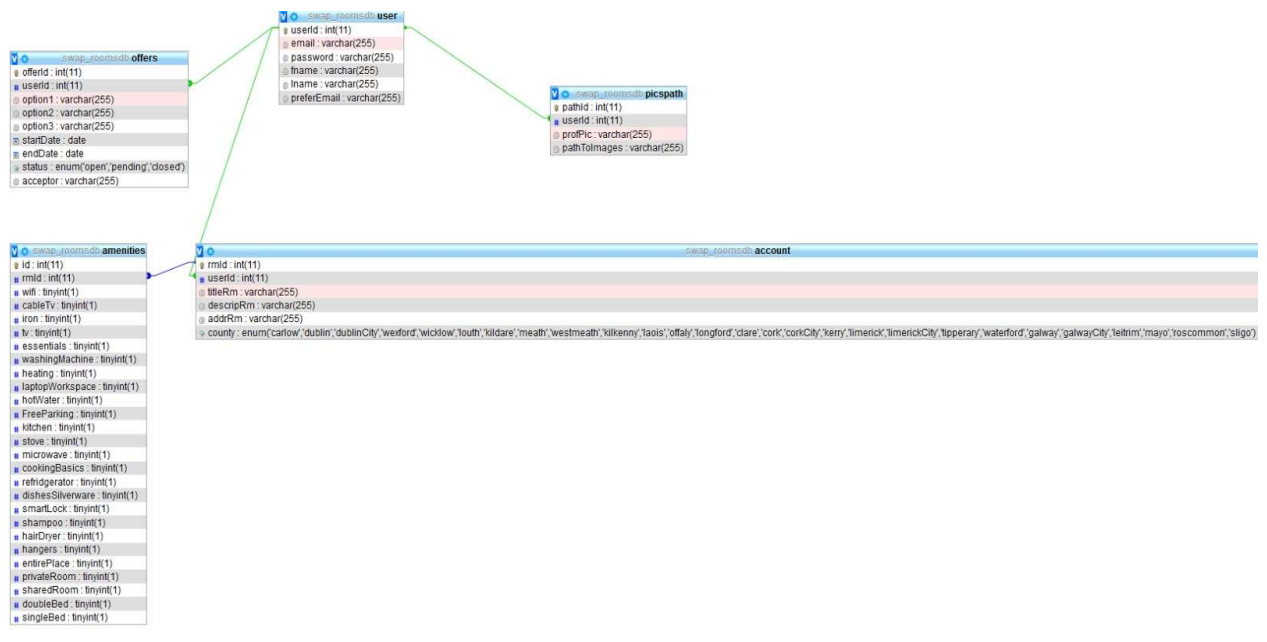 swap_roomsdb user
userId : int(11)
email : varchar(255)
password : varchar(255)
fname : varchar(255)
lname : varchar(255)
preferEmail : varchar(255)
swap_roomsdb offers
offerId : int(11)
userId : int(11)
option1 : varchar(255)
option2 : varchar(255)
option3 : varchar(255)
startDate : date
endDate : date
status : enum('open','pending','closed')
acceptor : varchar(255)
swap_roomsdb picspath
pathId : int(11)
userId : int(11)
profPic : varchar(255)
pathToImages : varchar(255)
swap_roomsdb amenities
id : int(11)
rmId : int(11)
wifi : tinyint(1)
cableTv : tinyint(1)
iron : tinyint(1)
tv : tinyint(1)
essentials : tinyint(1)
washingMachine : tinyint(1)
heating : tinyint(1)
laptopWorkspace : tinyint(1)
hotWater : tinyint(1)
FreeParking : tinyint(1)
kitchen : tinyint(1)
stove : tinyint(1)
microwave : tinyint(1)
cookingBasics : tinyint(1)
refridgerator : tinyint(1)
dishesSilverware : tinyint(1)
smartLock : tinyint(1)
shampoo : tinyint(1)
hairDryer : tinyint(1)
hangers : tinyint(1)
entirePlace : tinyint(1)
privateRoom : tinyint(1)
sharedRoom : tinyint(1)
doubleBed : tinyint(1)
singleBed : tinyint(1)
swap_roomsdb account
rmId : int(11)
userId : int(11)
titleRm : varchar(255)
descripRm : varchar(255)
addrRm : varchar(255)
county : enum('carlow','dublin','dublinCity','wexford','wicklow','louth','kildare','meath','westmeath','kilkenny','laois','offaly','longford','clare','cork','corkCity','kerry','limerick','limerickCity','tipperary','waterford','galway','galwayCity','leitrim','mayo','roscommon','sligo')